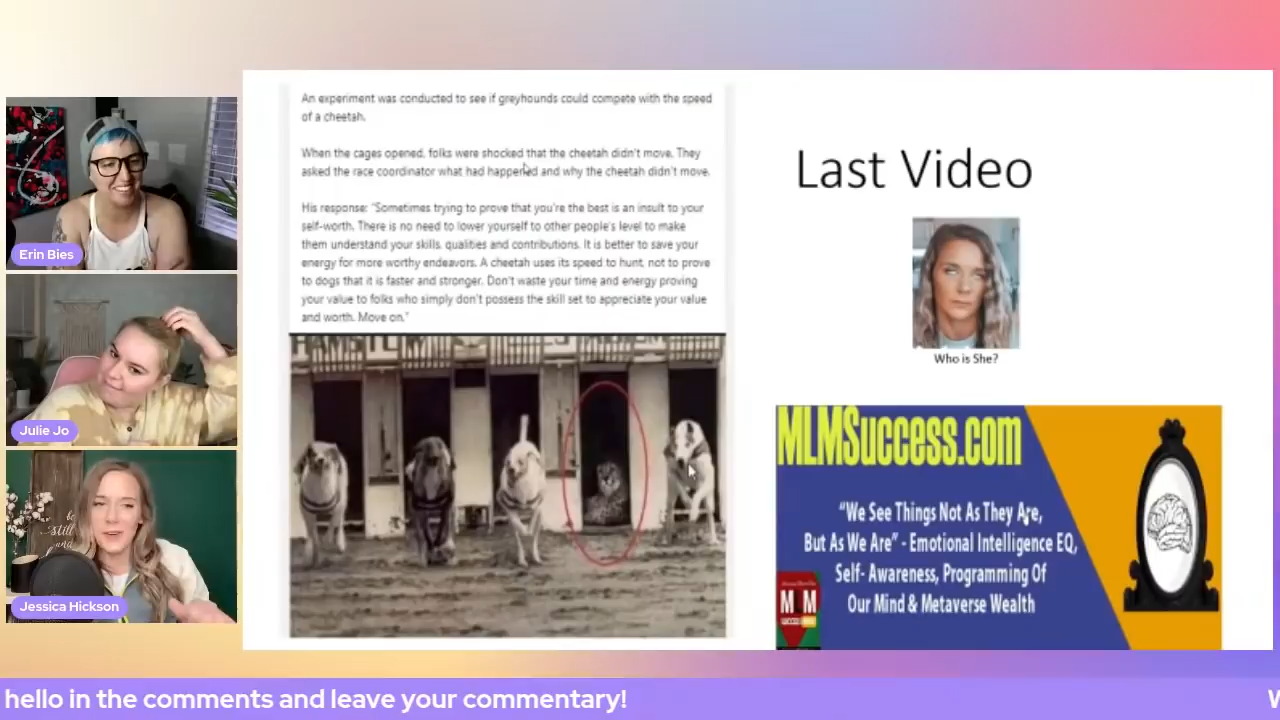 Erin Bies
Julie Jo
be
still
and
Jessica Hickson
An experiment was conducted to see if greyhounds could compete with the speed
of a cheetah.
When the cages opened, folks were shocked that the cheetah didn't move. They
asked the race coordinator what had happened and why the cheetah didn't move.
His response: "Sometimes trying to prove that you're the best is an insult to your
self-worth. There is no need to lower yourself to other people's level to make
them understand your skills, qualities and contributions. It is better to save your
energy for more worthy endeavors. A cheetah uses its speed to hunt, not to prove
to dogs that it is faster and stronger. Don't waste your time and energy proving
your value to folks who simply don't possess the skill set to appreciate your value
and worth. Move on."
Last Video
Who is She?
MLMSuccess.com
"We See Things Not As They Are,
But As We Are" - Emotional Intelligence EQ,
Self- Awareness, Programming Of
Our Mind & Metaverse Wealth
hello in the comments and leave your commentary!
W